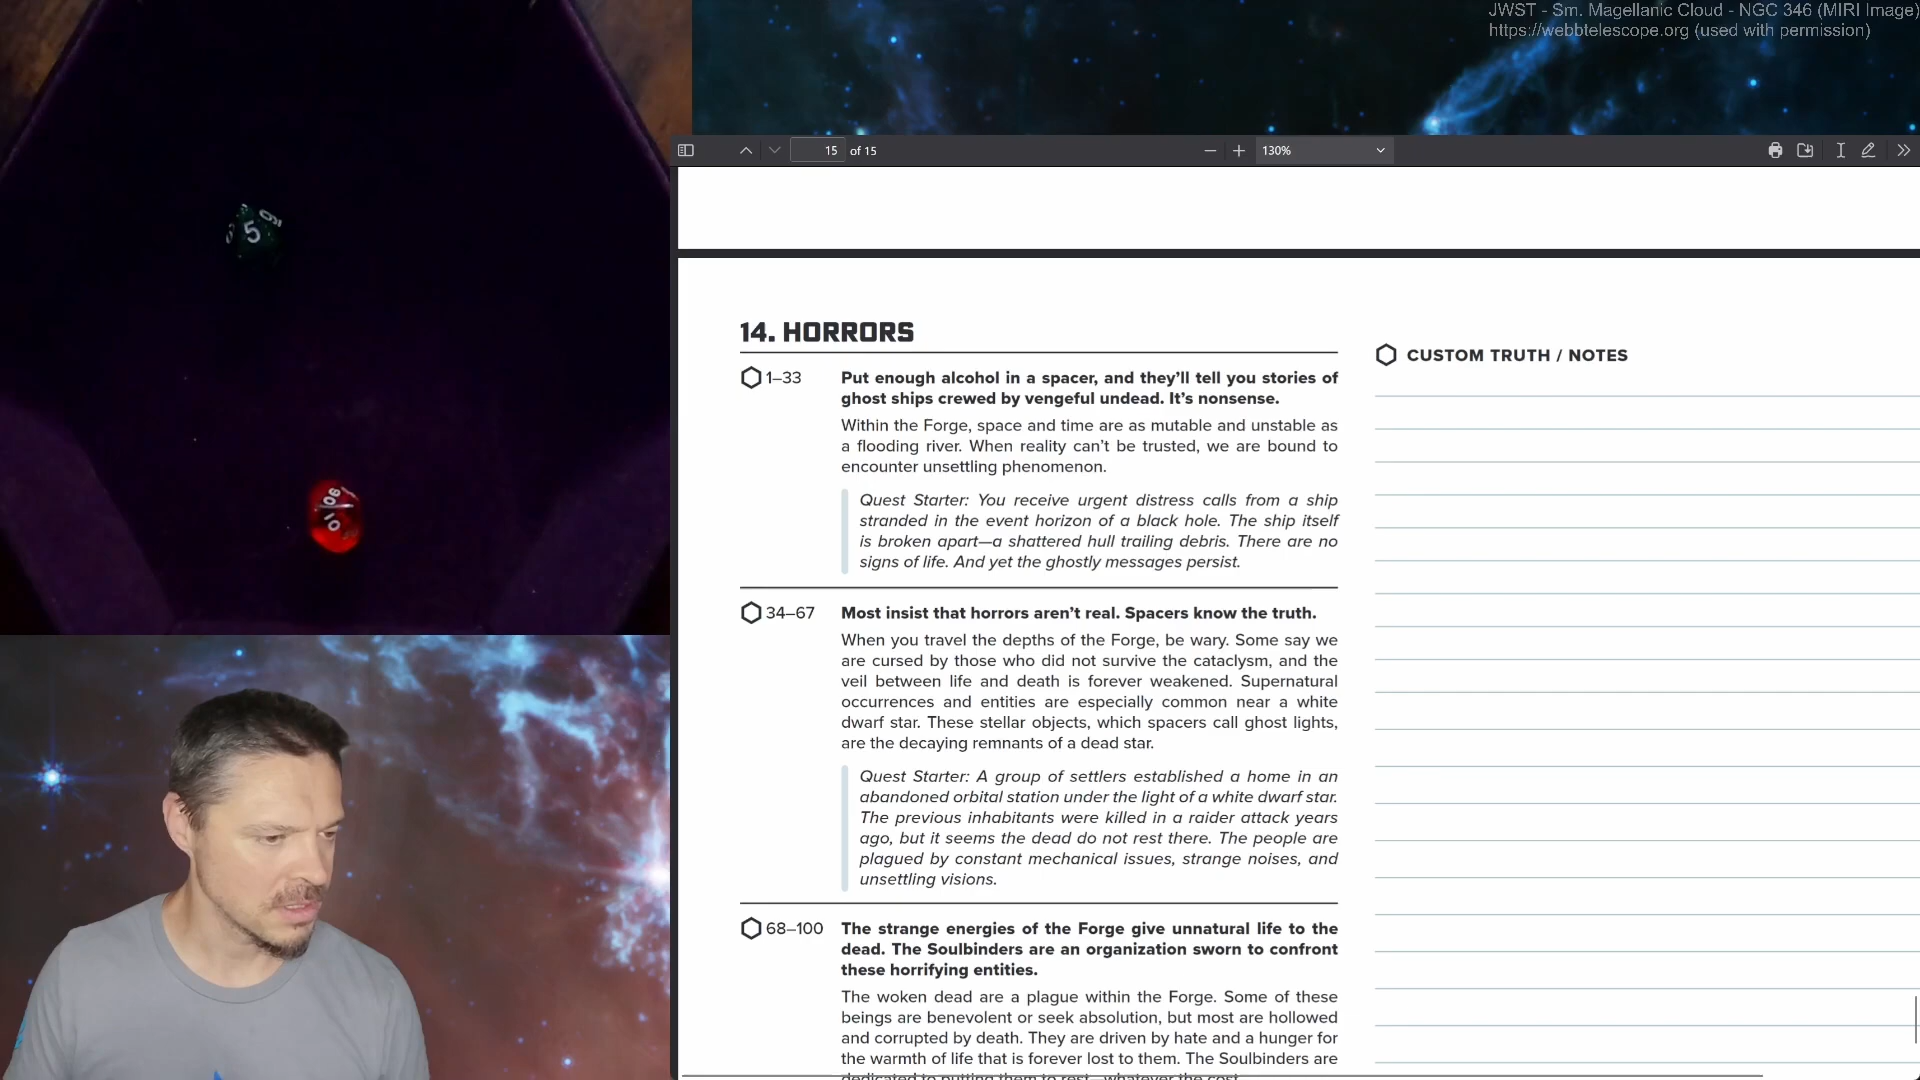 JWST - Sm. Magellanic Cloud - NGC 346 (MIRI Image)
https://webbtelescope.org (used with permission)
15 of 15
130%
5
9
90
10
14. HORRORS
1–33
Put enough alcohol in a spacer, and they’ll tell you stories of
ghost ships crewed by vengeful undead. It’s nonsense.
Within the Forge, space and time are as mutable and unstable as
a flooding river. When reality can’t be trusted, we are bound to
encounter unsettling phenomenon.
Quest Starter: You receive urgent distress calls from a ship
stranded in the event horizon of a black hole. The ship itself
is broken apart—a shattered hull trailing debris. There are no
signs of life. And yet the ghostly messages persist.
34–67
Most insist that horrors aren’t real. Spacers know the truth.
When you travel the depths of the Forge, be wary. Some say we
are cursed by those who did not survive the cataclysm, and the
veil between life and death is forever weakened. Supernatural
occurrences and entities are especially common near a white
dwarf star. These stellar objects, which spacers call ghost lights,
are the decaying remnants of a dead star.
Quest Starter: A group of settlers established a home in an
abandoned orbital station under the light of a white dwarf star.
The previous inhabitants were killed in a raider attack years
ago, but it seems the dead do not rest there. The people are
plagued by constant mechanical issues, strange noises, and
unsettling visions.
68–100
The strange energies of the Forge give unnatural life to the
dead. The Soulbinders are an organization sworn to confront
these horrifying entities.
The woken dead are a plague within the Forge. Some of these
beings are benevolent or seek absolution, but most are hollowed
and corrupted by death. They are driven by hate and a hunger for
the warmth of life that is forever lost to them. The Soulbinders are
dedicated to putting them to rest—whatever the cost.
CUSTOM TRUTH / NOTES